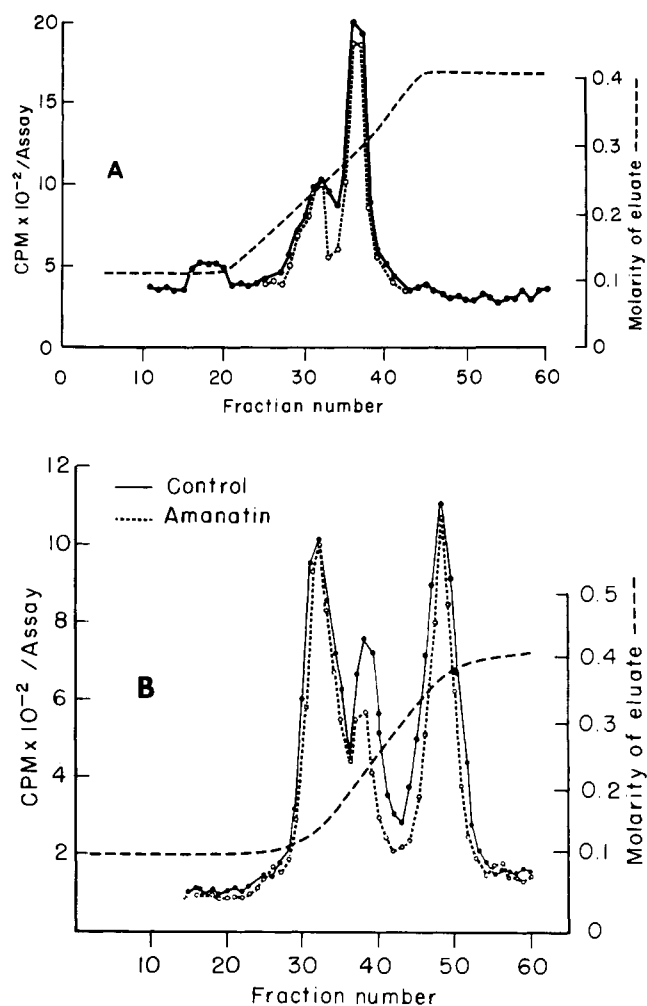 20
15
10
5
0
CPM x 10⁻²/Assay
A
0.4
0.3
0.2
0.1
0
Molarity of eluate ----
0 10 20 30 40 50 60
Fraction number
12
10
8
6
4
2
CPM x 10⁻² /Assay
Control
Amanatin
B
0.5
0.4
0.3
0.2
0.1
0
Molarity of eluate ---
10 20 30 40 50 60
Fraction number